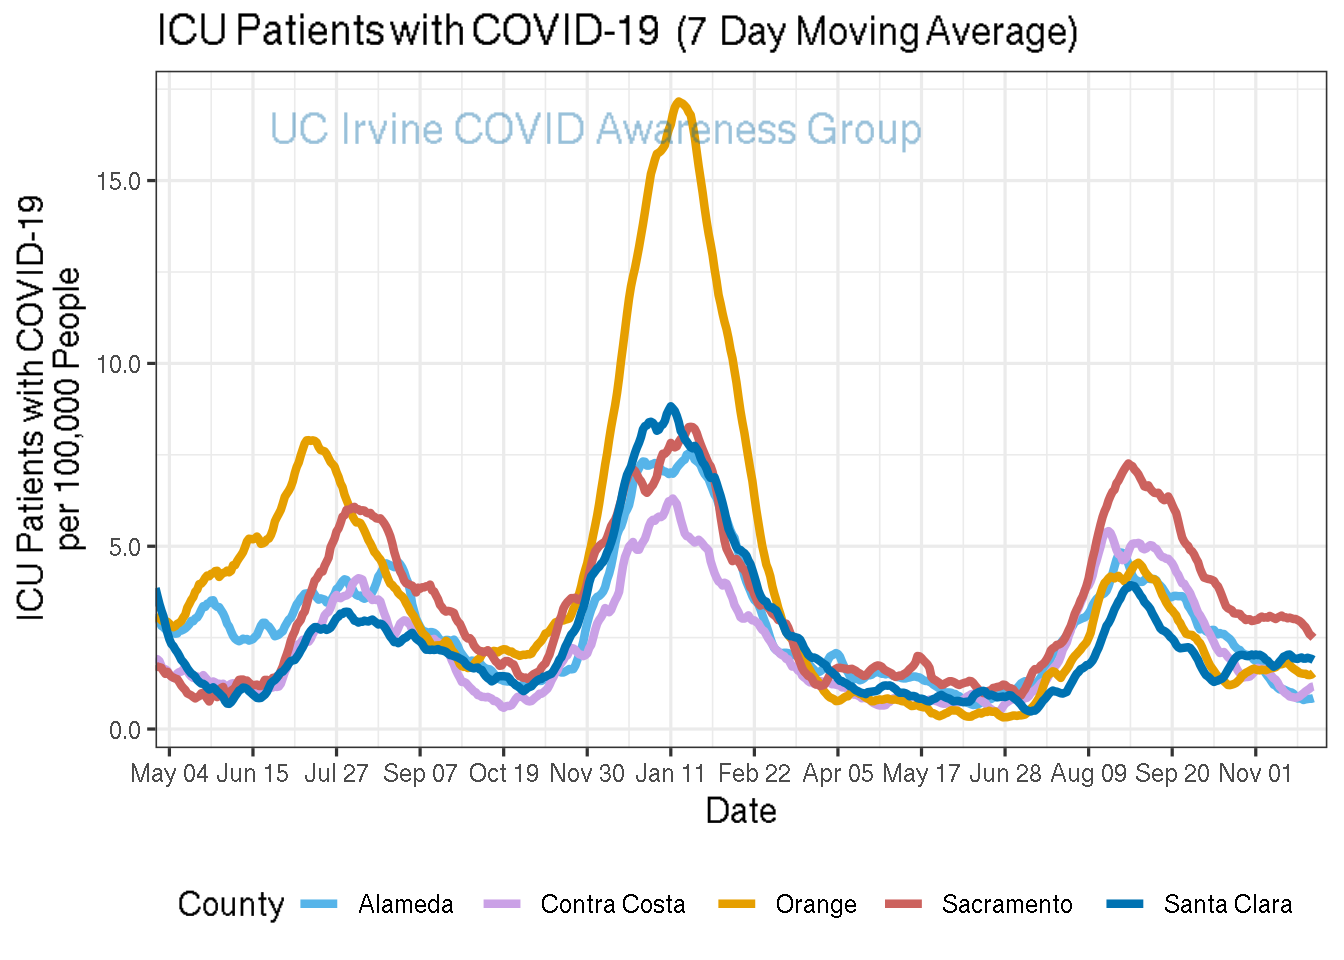 ICU Patients with COVID-19 (7 Day Moving Average)
UC Irvine COVID Awareness Group
ICU Patients with COVID-19
per 100,000 People
15.0
10.0
5.0
0.0
May 04 Jun 15 Jul 27 Sep 07 Oct 19 Nov 30 Jan 11 Feb 22 Apr 05 May 17 Jun 28 Aug 09 Sep 20 Nov 01
Date
County Alameda Contra Costa Orange Sacramento Santa Clara